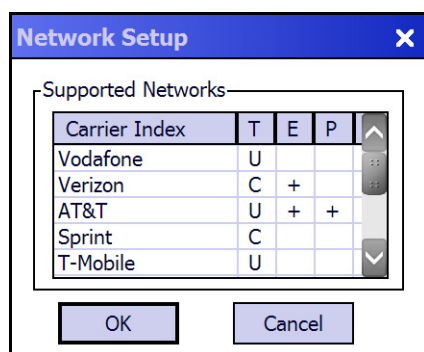 Network Setup
Supported Networks
Carrier Index T E P
Vodafone U
Verizon C +
AT&T U + +
Sprint C
T-Mobile U
OK Cancel